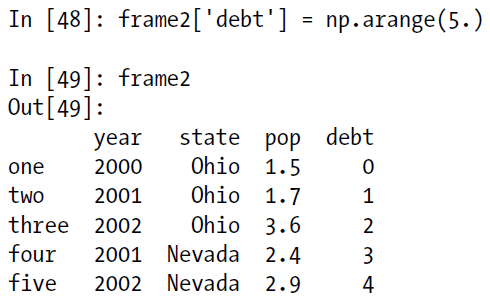 In [48]: frame2['debt'] = np.arange(5.)
In [49]: frame2
Out[49]:
year state pop debt
one 2000 Ohio 1.5 0
two 2001 Ohio 1.7 1
three 2002 Ohio 3.6 2
four 2001 Nevada 2.4 3
five 2002 Nevada 2.9 4